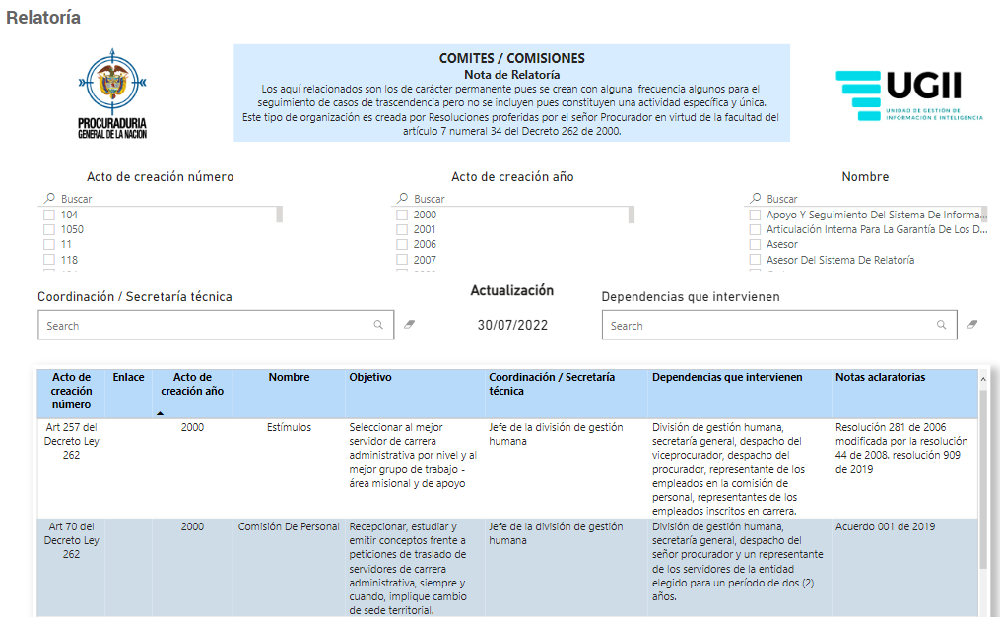 Relatoría
PROCURADURIA
GENERAL DE LA NACION
COMITES / COMISIONES
Nota de Relatoría
Los aquí relacionados son los de carácter permanente pues se crean con alguna frecuencia algunos para el
seguimiento de casos de trascendencia pero no se incluyen pues constituyen una actividad específica y única.
Este tipo de organización es creada por Resoluciones proferidas por el señor Procurador en virtud de la facultad del
artículo 7 numeral 34 del Decreto 262 de 2000.
UGII
UNIDAD DE GESTIÓN DE
INFORMACIÓN E INTELIGENCIA
Acto de creación número
Buscar
104
1050
11
118
Acto de creación año
Buscar
2000
2001
2006
2007
Nombre
Buscar
Apoyo Y Seguimiento Del Sistema De Informa...
Articulación Interna Para La Garantía De Los D...
Asesor
Asesor Del Sistema De Relatoría
Coordinación / Secretaría técnica
Search
Actualización
30/07/2022
Dependencias que intervienen
Search
Acto de
creación
número
Enlace
Acto de
creación año
Nombre
Objetivo
Coordinación / Secretaría
técnica
Dependencias que intervienen
Notas aclaratorias
Art 257 del
Decreto Ley
262
2000
Estímulos
Seleccionar al mejor
servidor de carrera
administrativa por nivel y al
mejor grupo de trabajo -
área misional y de apoyo
Jefe de la división de gestión
humana
División de gestión humana,
secretaría general, despacho del
viceprocurador, despacho del
procurador, representante de los
empleados en la comisión de
personal, representantes de los
empleados inscritos en carrera.
Resolución 281 de 2006
modificada por la resolución
44 de 2008. resolución 909
de 2019
Art 70 del
Decreto Ley
262
2000
Comisión De Personal
Recepcionar, estudiar y
emitir conceptos frente a
peticiones de traslado de
servidores de carrera
administrativa, siempre y
cuando, implique cambio
de sede territorial.
Jefe de la división de gestión
humana
División de gestión humana,
secretaría general, despacho del
señor procurador y un representante
de los servidores de la entidad
elegido para un período de dos (2)
años.
Acuerdo 001 de 2019